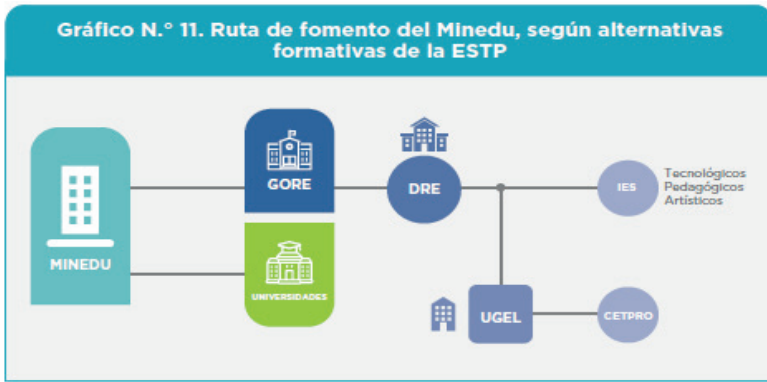 Gráfico N.° 11. Ruta de fomento del Minedu, según alternativas
formativas de la ESTP
MINEDU
GORE
UNIVERSIDADES
DRE
IES
Tecnológicos
Pedagógicos
Artísticos
UGEL
CETPRO